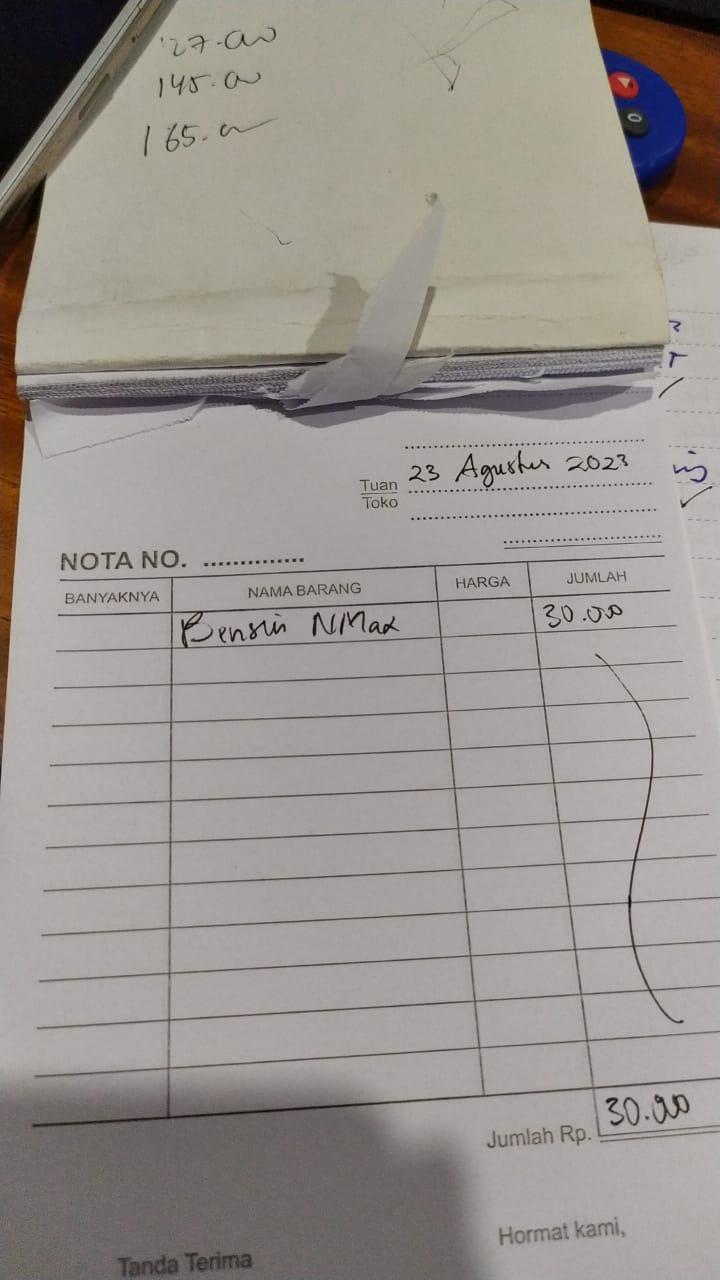 127.000
145.000
165.000
23 Agustus 2023
Tuan
Toko
NOTA NO. ..............
BANYAKNYA NAMA BARANG HARGA JUMLAH
Bensin NMax 30.000
Jumlah Rp. 30.000
Hormat kami,
Tanda Terima